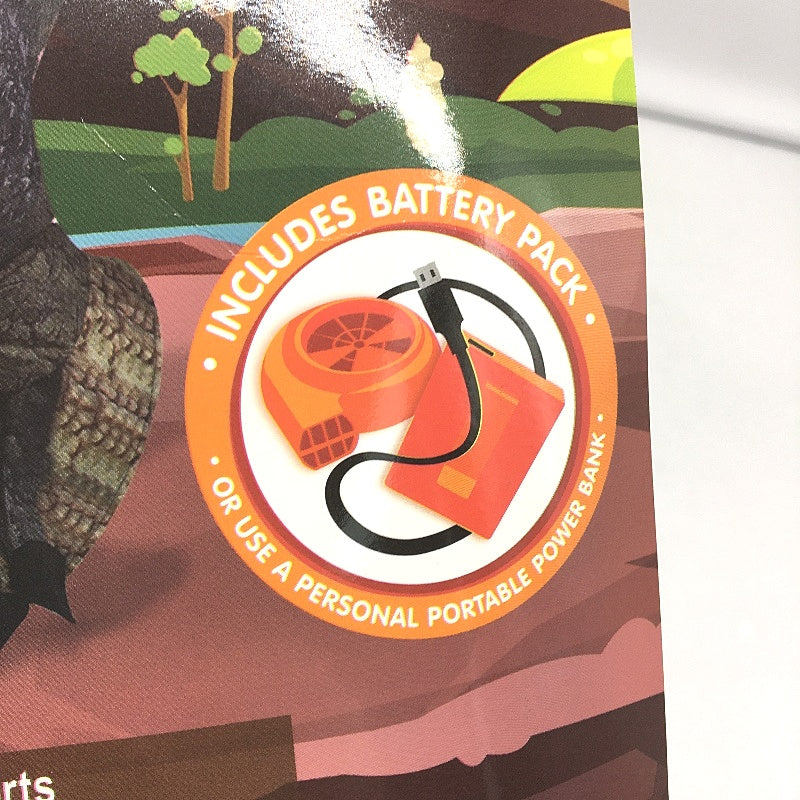 INCLUDES BATTERY PACK
OR USE A PERSONAL PORTABLE POWER BANK
rts